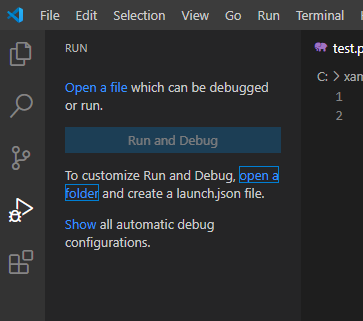 File Edit Selection View Go Run Terminal
RUN
test.p
Open a file which can be debugged
or run.
C: > xan
1
2
Run and Debug
To customize Run and Debug, open a
folder and create a launch.json file.
Show all automatic debug
configurations.